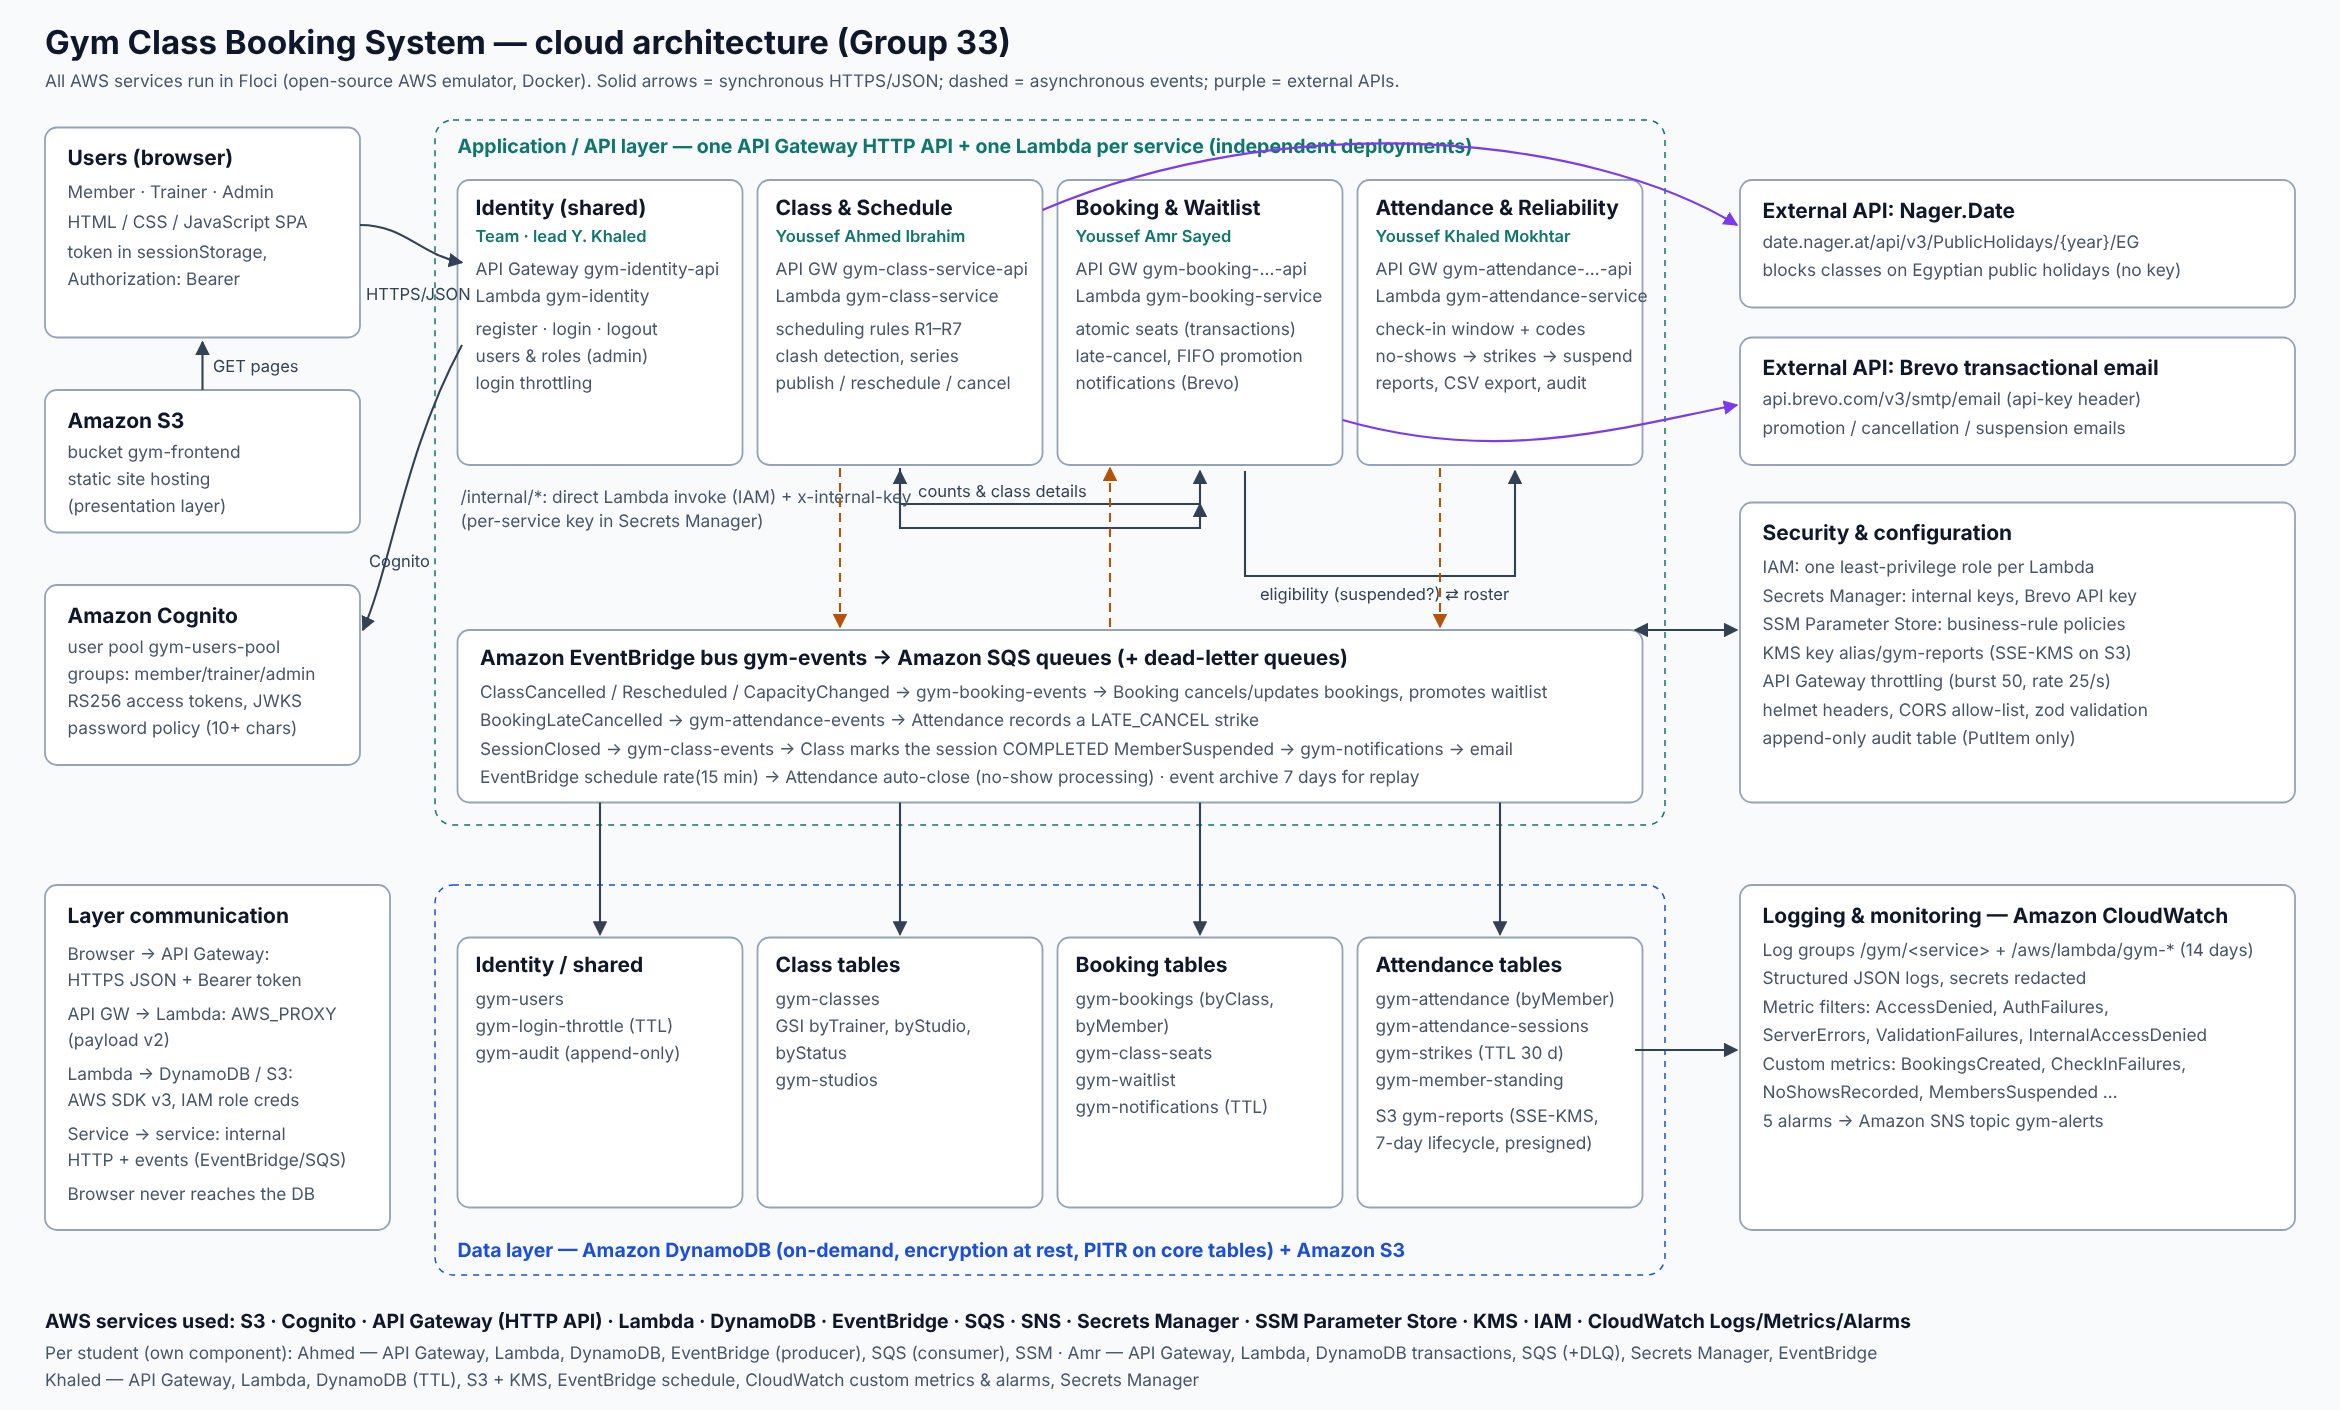 Gym Class Booking System — cloud architecture (Group 33)
All AWS services run in Floci (open-source AWS emulator, Docker). Solid arrows = synchronous HTTPS/JSON; dashed = asynchronous events; purple = external APIs.
Users (browser)
Member · Trainer · Admin
HTML / CSS / JavaScript SPA
token in sessionStorage,
Authorization: Bearer
HTTPS/JSON
GET pages
Amazon S3
bucket gym-frontend
static site hosting
(presentation layer)
Cognito
Amazon Cognito
user pool gym-users-pool
groups: member/trainer/admin
RS256 access tokens, JWKS
password policy (10+ chars)
Application / API layer — one API Gateway HTTP API + one Lambda per service (independent deployments)
Identity (shared)
Team · lead Y. Khaled
API Gateway gym-identity-api
Lambda gym-identity
register · login · logout
users & roles (admin)
login throttling
Class & Schedule
Youssef Ahmed Ibrahim
API GW gym-class-service-api
Lambda gym-class-service
scheduling rules R1–R7
clash detection, series
publish / reschedule / cancel
Booking & Waitlist
Youssef Amr Sayed
API GW gym-booking-…-api
Lambda gym-booking-service
atomic seats (transactions)
late-cancel, FIFO promotion
notifications (Brevo)
Attendance & Reliability
Youssef Khaled Mokhtar
API GW gym-attendance-…-api
Lambda gym-attendance-service
check-in window + codes
no-shows → strikes → suspend
reports, CSV export, audit
/internal/*: direct Lambda invoke (IAM) + x-internal-key
(per-service key in Secrets Manager)
counts & class details
eligibility (suspended?) ⇄ roster
Amazon EventBridge bus gym-events → Amazon SQS queues (+ dead-letter queues)
ClassCancelled / Rescheduled / CapacityChanged → gym-booking-events → Booking cancels/updates bookings, promotes waitlist
BookingLateCancelled → gym-attendance-events → Attendance records a LATE_CANCEL strike
SessionClosed → gym-class-events → Class marks the session COMPLETED MemberSuspended → gym-notifications → email
EventBridge schedule rate(15 min) → Attendance auto-close (no-show processing) · event archive 7 days for replay
External API: Nager.Date
date.nager.at/api/v3/PublicHolidays/{year}/EG
blocks classes on Egyptian public holidays (no key)
External API: Brevo transactional email
api.brevo.com/v3/smtp/email (api-key header)
promotion / cancellation / suspension emails
Security & configuration
IAM: one least-privilege role per Lambda
Secrets Manager: internal keys, Brevo API key
SSM Parameter Store: business-rule policies
KMS key alias/gym-reports (SSE-KMS on S3)
API Gateway throttling (burst 50, rate 25/s)
helmet headers, CORS allow-list, zod validation
append-only audit table (PutItem only)
Layer communication
Browser → API Gateway:
HTTPS JSON + Bearer token
API GW → Lambda: AWS_PROXY
(payload v2)
Lambda → DynamoDB / S3:
AWS SDK v3, IAM role creds
Service → service: internal
HTTP + events (EventBridge/SQS)
Browser never reaches the DB
Identity / shared
gym-users
gym-login-throttle (TTL)
gym-audit (append-only)
Class tables
gym-classes
GSI byTrainer, byStudio,
byStatus
gym-studios
Booking tables
gym-bookings (byClass,
byMember)
gym-class-seats
gym-waitlist
gym-notifications (TTL)
Attendance tables
gym-attendance (byMember)
gym-attendance-sessions
gym-strikes (TTL 30 d)
gym-member-standing
S3 gym-reports (SSE-KMS,
7-day lifecycle, presigned)
Data layer — Amazon DynamoDB (on-demand, encryption at rest, PITR on core tables) + Amazon S3
Logging & monitoring — Amazon CloudWatch
Log groups /gym/<service> + /aws/lambda/gym-* (14 days)
Structured JSON logs, secrets redacted
Metric filters: AccessDenied, AuthFailures,
ServerErrors, ValidationFailures, InternalAccessDenied
Custom metrics: BookingsCreated, CheckInFailures,
NoShowsRecorded, MembersSuspended …
5 alarms → Amazon SNS topic gym-alerts
AWS services used: S3 · Cognito · API Gateway (HTTP API) · Lambda · DynamoDB · EventBridge · SQS · SNS · Secrets Manager · SSM Parameter Store · KMS · IAM · CloudWatch Logs/Metrics/Alarms
Per student (own component): Ahmed — API Gateway, Lambda, DynamoDB, EventBridge (producer), SQS (consumer), SSM · Amr — API Gateway, Lambda, DynamoDB transactions, SQS (+DLQ), Secrets Manager, EventBridge
Khaled — API Gateway, Lambda, DynamoDB (TTL), S3 + KMS, EventBridge schedule, CloudWatch custom metrics & alarms, Secrets Manager